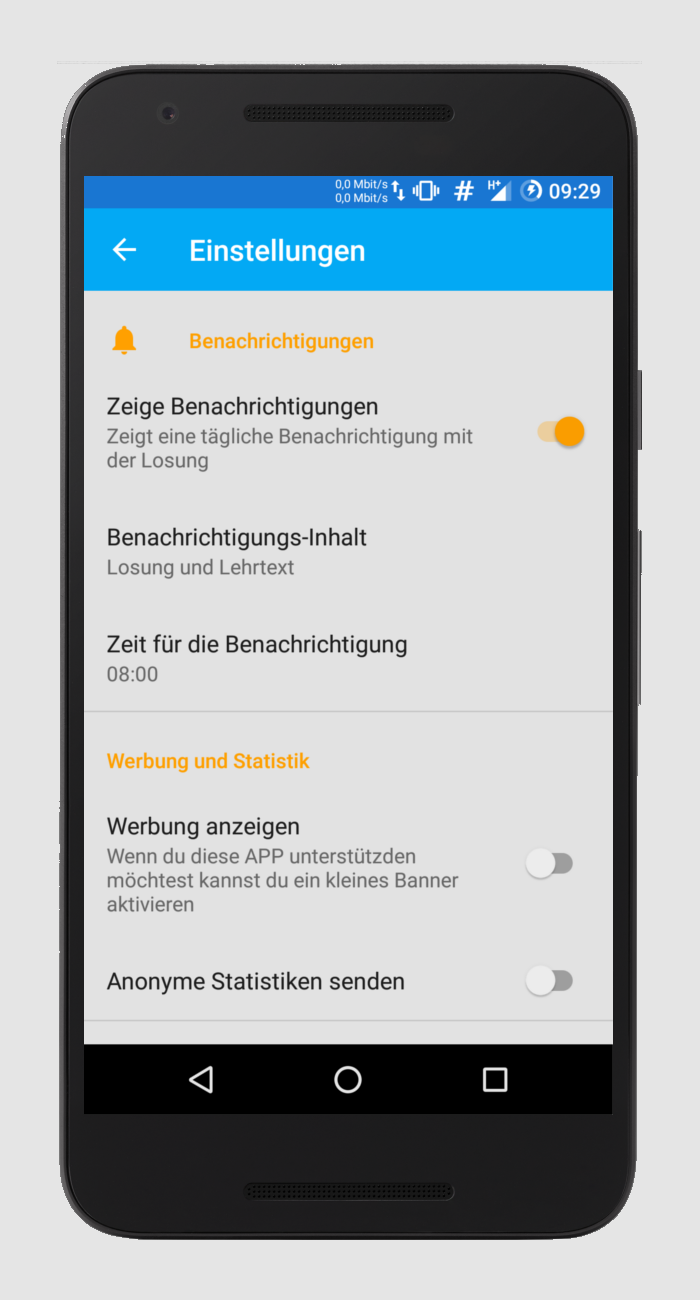 0,0 Mbit/s
0,0 Mbit/s
H+
09:29
Einstellungen
Benachrichtigungen
Zeige Benachrichtigungen
Zeigt eine tägliche Benachrichtigung mit
der Losung
Benachrichtigungs-Inhalt
Losung und Lehrtext
Zeit für die Benachrichtigung
08:00
Werbung und Statistik
Werbung anzeigen
Wenn du diese APP unterstützden
möchtest kannst du ein kleines Banner
aktivieren
Anonyme Statistiken senden